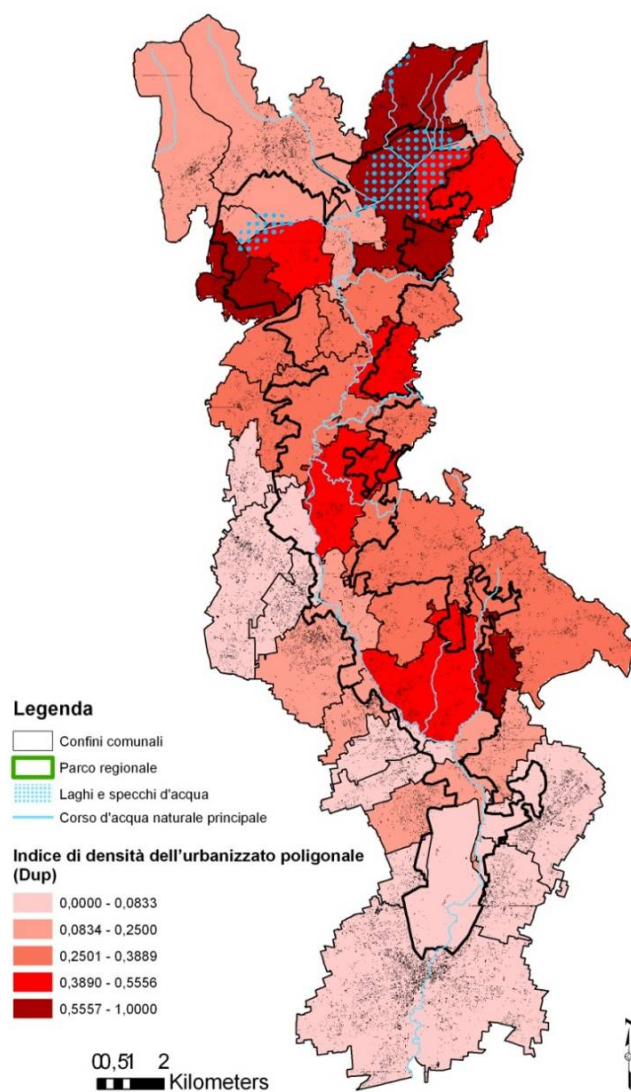 Legenda
Confini comunali
Parco regionale
Laghi e specchi d'acqua
Corso d'acqua naturale principale
Indice di densità dell'urbanizzato poligonale
(Dup)
0,0000 - 0,0833
0,0834 - 0,2500
0,2501 - 0,3889
0,3890 - 0,5556
0,5557 - 1,0000
00,51 2
Kilometers